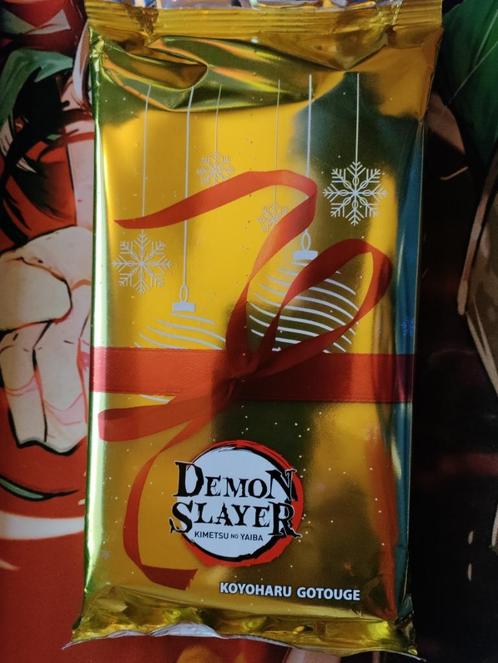 DEMON
SLAYER
KIMETSU NO YAIBA
KOYOHARU GOTOUGE